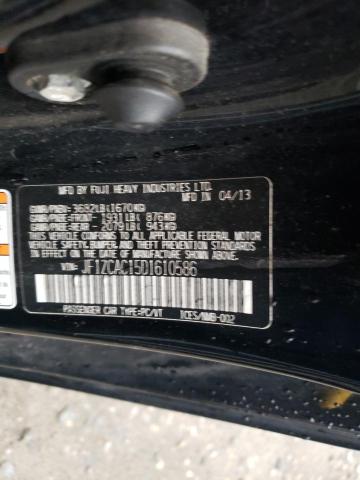 MFD BY FUJI HEAVY INDUSTRIES LTD.
MFD IN 04/13
GVWR/PNBV: 3682LB(1670KG)
GAWR/PNBE-FRONT: 1931LB( 876KG)
GAWR/PNBE-REAR: 2079LB( 943KG)
THIS VEHICLE CONFORMS TO ALL APPLICABLE FEDERAL MOTOR
VEHICLE SAFETY, BUMPER, AND THEFT PREVENTION STANDARDS
IN EFFECT ON THE DATE OF MANUFACTURE SHOWN ABOVE.
VIN: JF1ZCAC15D1610586
PASSENGER CAR TYPE:PC/VT ICES/NMB-002